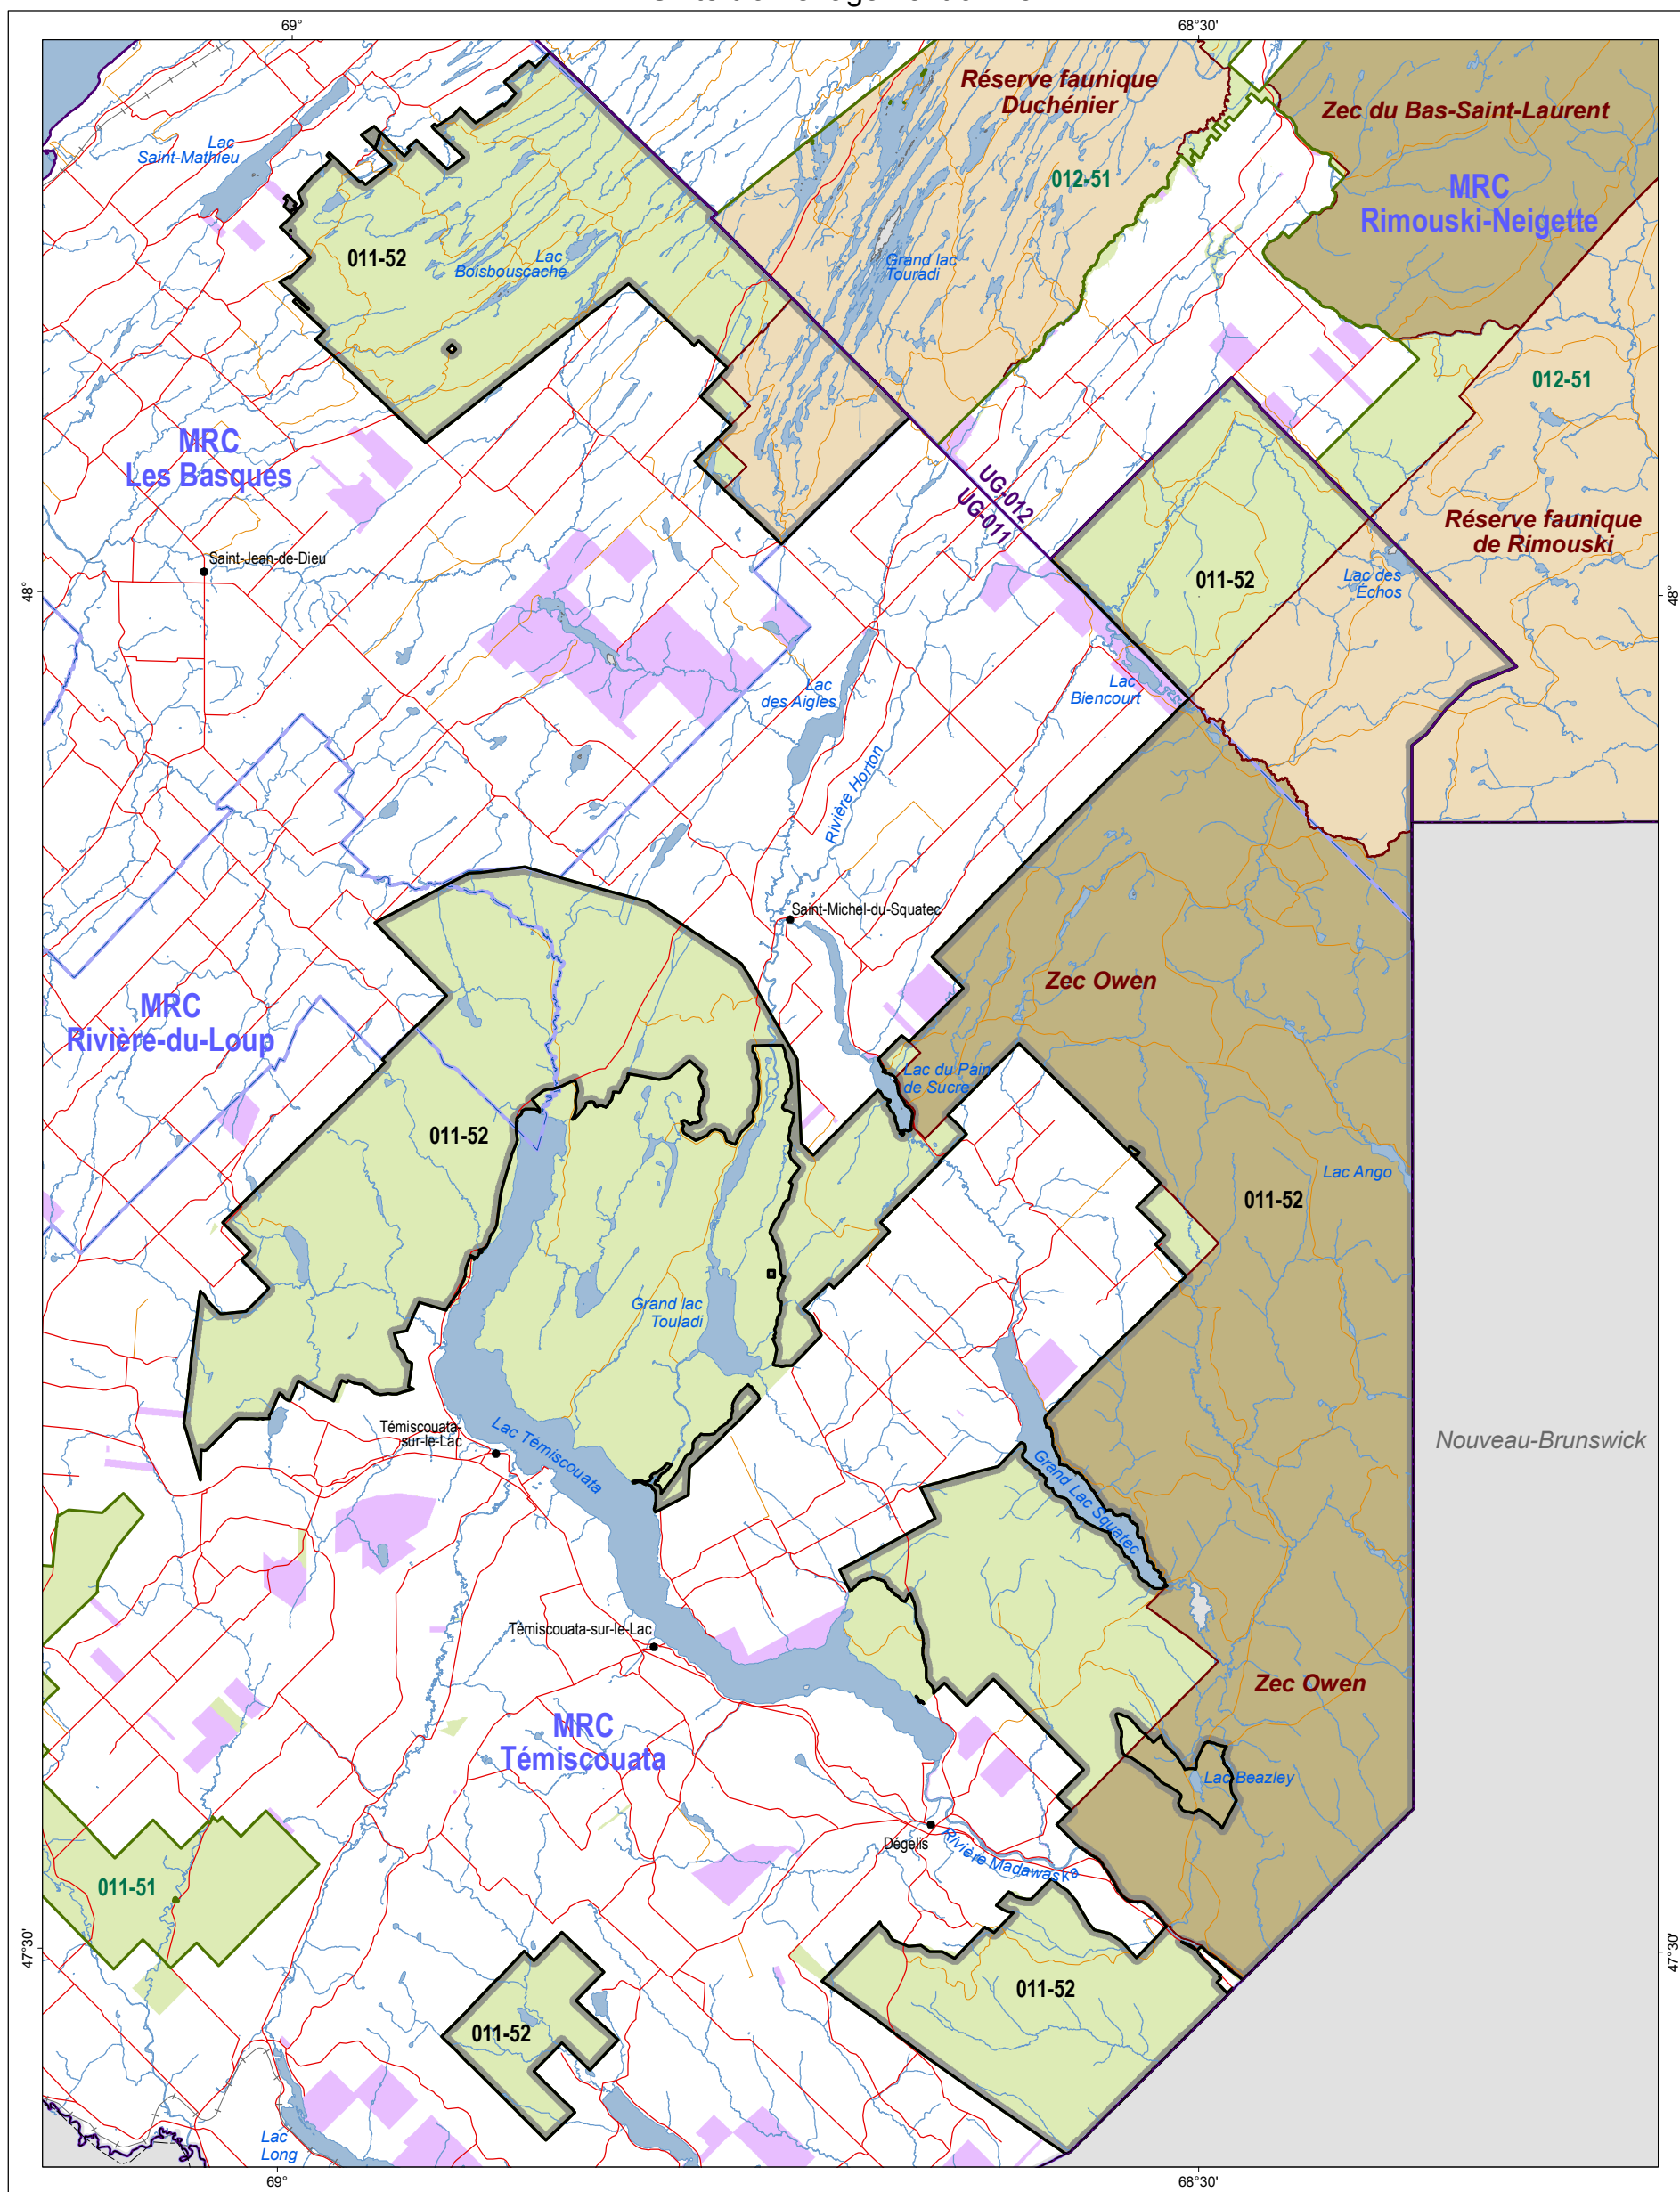 69°
68°30'
Réserve faunique
Duchénier
Zec du Bas-Saint-Laurent
Lac
Saint-Mathieu
012-51
MRC
Rimouski-Neigette
011-52
Lac
Boisbouscache
Grand lac
Touradi
012-51
MRC
Les Basques
UG-012
UG-011
Réserve faunique
de Rimouski
Saint-Jean-de-Dieu
011-52
Lac des
Échos
48°
48°
Lac
des Aigles
Lac
Biencourt
Rivière Horton
Saint-Michel-du-Squatec
Zec Owen
MRC
Rivière-du-Loup
Lac du Pain
de Sucre
011-52
Lac Ango
011-52
Grand lac
Touladi
Témiscouata-
sur-le-Lac
Lac Témiscouata
Nouveau-Brunswick
Grand Lac Squatec
Témiscouata-sur-le-Lac
Zec Owen
MRC
Témiscouata
Lac Beazley
Dégelis
Rivière Madawaska
011-51
47°30'
47°30'
011-52
011-52
Lac
Long
69°
68°30'